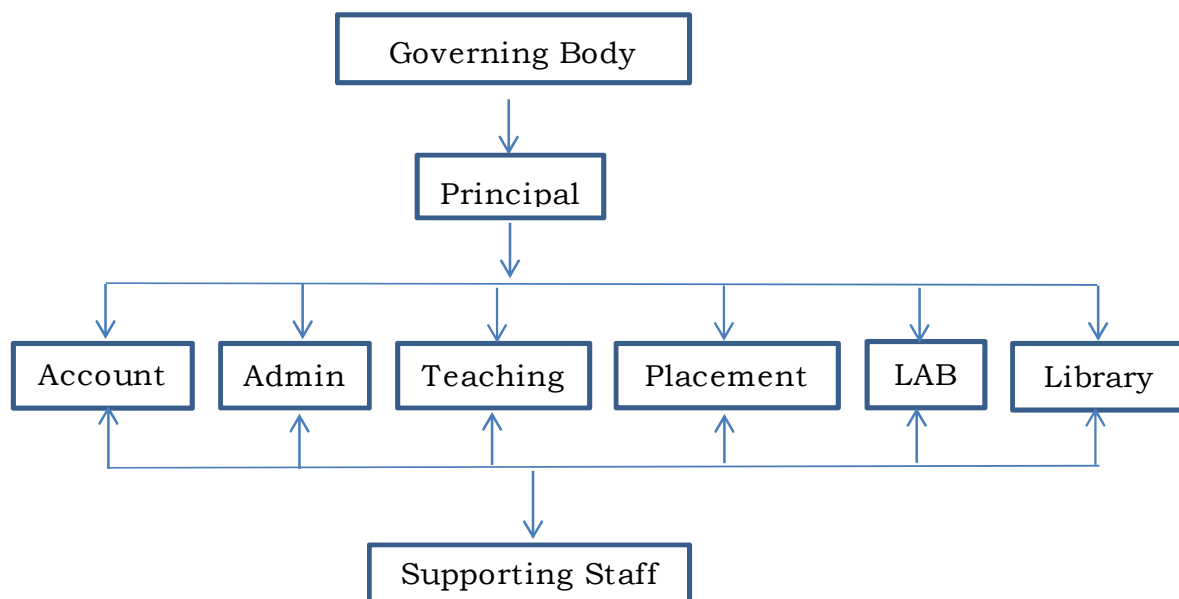 Governing Body
Principal
Account
Admin
Teaching
Placement
LAB
Library
Supporting Staff